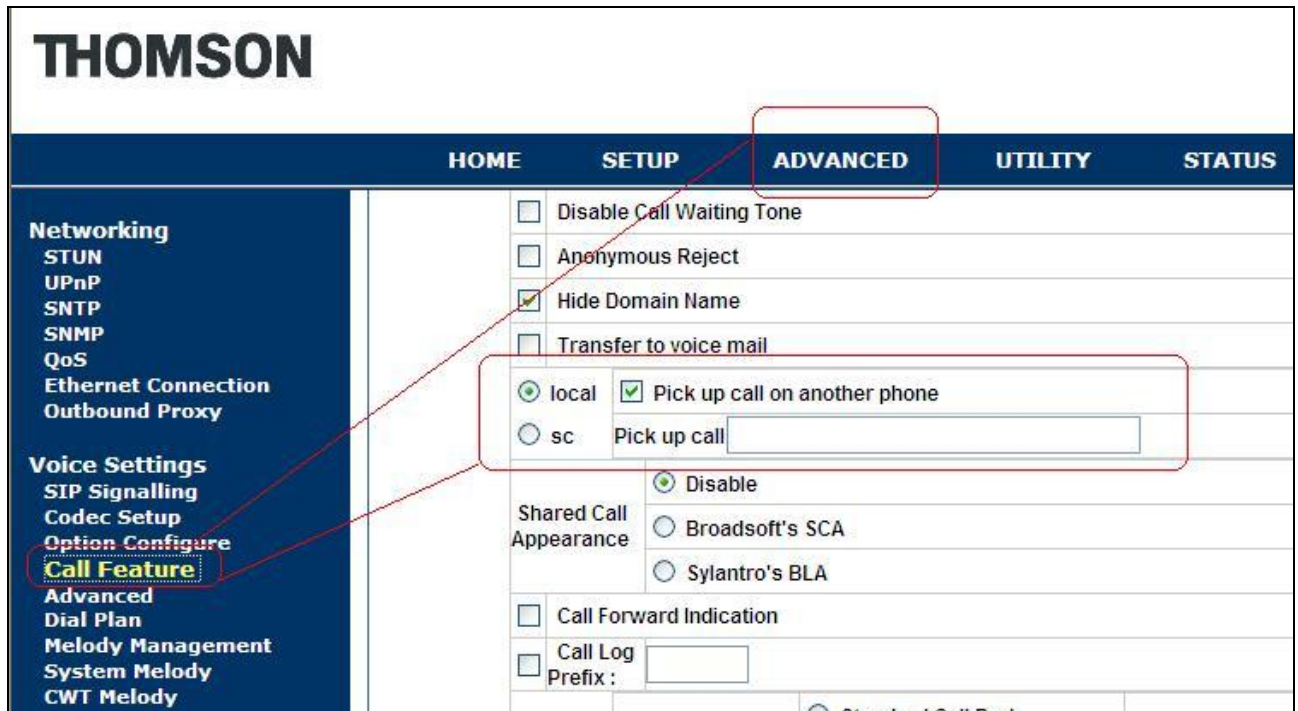 THOMSON
HOME SETUP ADVANCED UTILITY STATUS
Networking
STUN
UPnP
SNTP
SNMP
QoS
Ethernet Connection
Outbound Proxy
Voice Settings
SIP Signalling
Codec Setup
Option Configure
Call Feature
Advanced
Dial Plan
Melody Management
System Melody
CWT Melody
Disable Call Waiting Tone
Anonymous Reject
Hide Domain Name
Transfer to voice mail
local Pick up call on another phone
sc Pick up call
Shared Call
Appearance
Disable
Broadsoft's SCA
Sylantro's BLA
Call Forward Indication
Call Log
Prefix :